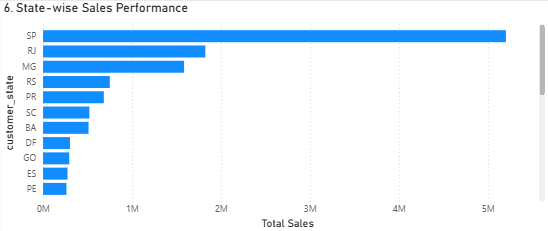 6. State-wise Sales Performance
customer_state
SP
RJ
MG
RS
PR
SC
BA
DF
GO
ES
PE
0M 1M 2M 3M 4M 5M
Total Sales